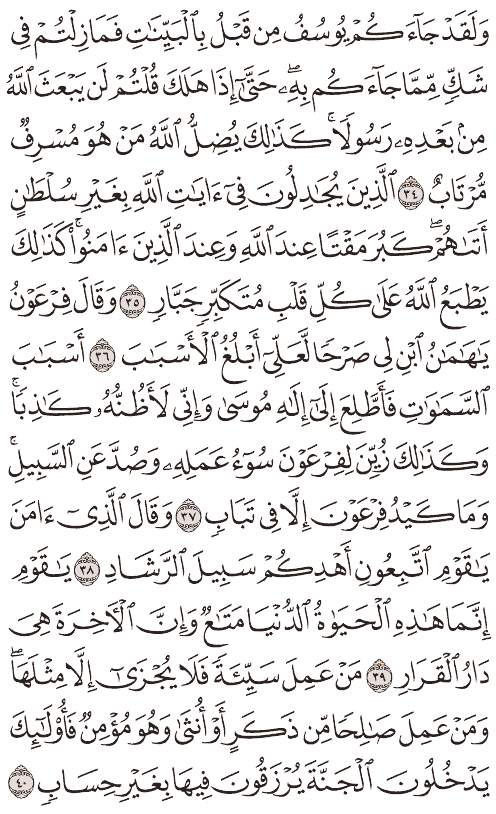 وَلَقَدْ جَآءَكُمْ يُوسُفُ مِن قَبْلُ بِٱلْبَيِّنَٰتِ فَمَا زِلْتُمْ فِى
شَكٍّۢ مِّمَّا جَآءَكُم بِهِۦ ۖ حَتَّىٰٓ إِذَا هَلَكَ قُلْتُمْ لَن يَبْعَثَ ٱللَّهُ
مِنۢ بَعْدِهِۦ رَسُولًۭا ۚ كَذَٰلِكَ يُضِلُّ ٱللَّهُ مَنْ هُوَ مُسْرِفٌۭ
مُّرْتَابٌ ٣٤ ٱلَّذِينَ يُجَٰدِلُونَ فِىٓ ءَايَٰتِ ٱللَّهِ بِغَيْرِ سُلْطَٰنٍ
أَتَىٰهُمْ ۖ كَبُرَ مَقْتًا عِندَ ٱللَّهِ وَعِندَ ٱلَّذِينَ ءَامَنُوا۟ ۚ كَذَٰلِكَ
يَطْبَعُ ٱللَّهُ عَلَىٰ كُلِّ قَلْبِ مُتَكَبِّرٍۢ جَبَّارٍۢ ٣٥ وَقَالَ فِرْعَوْنُ
يَٰهَٰمَٰنُ ٱبْنِ لِى صَرْحًۭا لَّعَلِّىٓ أَبْلُغُ ٱلْأَسْبَٰبَ ٣٦ أَسْبَٰبَ
ٱلسَّمَٰوَٰتِ فَأَطَّلِعَ إِلَىٰٓ إِلَٰهِ مُوسَىٰ وَإِنِّى لَأَظُنُّهُۥ كَٰذِبًۭا ۚ
وَكَذَٰلِكَ زُيِّنَ لِفِرْعَوْنَ سُوٓءُ عَمَلِهِۦ وَصُدَّ عَنِ ٱلسَّبِيلِ ۚ
وَمَا كَيْدُ فِرْعَوْنَ إِلَّا فِى تَبَابٍۢ ٣٧ وَقَالَ ٱلَّذِىٓ ءَامَنَ
يَٰقَوْمِ ٱتَّبِعُونِ أَهْدِكُمْ سَبِيلَ ٱلرَّشَادِ ٣٨ يَٰقَوْمِ
إِنَّمَا هَٰذِهِ ٱلْحَيَوٰةُ ٱلدُّنْيَا مَتَٰعٌۭ وَإِنَّ ٱلْءَاخِرَةَ هِىَ
دَارُ ٱلْقَرَارِ ٣٩ مَنْ عَمِلَ سَيِّئَةًۭ فَلَا يُجْزَىٰٓ إِلَّا مِثْلَهَا ۖ
وَمَنْ عَمِلَ صَٰلِحًۭا مِّن ذَكَرٍ أَوْ أُنثَىٰ وَهُوَ مُؤْمِنٌۭ فَأُو۟لَٰٓئِكَ
يَدْخُلُونَ ٱلْجَنَّةَ يُرْزَقُونَ فِيهَا بِغَيْرِ حِسَابٍۢ ٤٠